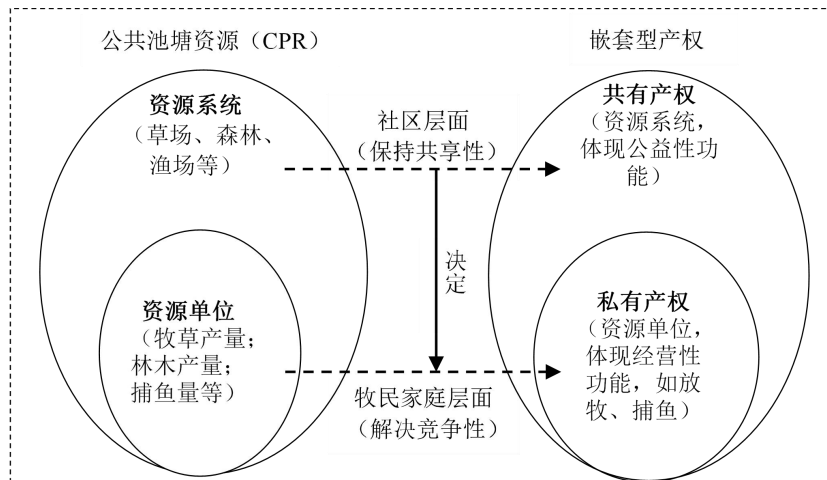 公共池塘资源（CPR）
嵌套型产权
资源系统
（草场、森林、
渔场等）
社区层面
（保持共享性）
共有产权
（资源系统，
体现公益性功
能）
决定
资源单位
（牧草产量；
林木产量；
捕鱼量等）
牧民家庭层面
（解决竞争性）
私有产权
（资源单位，
体现经营性
功能，如放
牧、捕鱼）